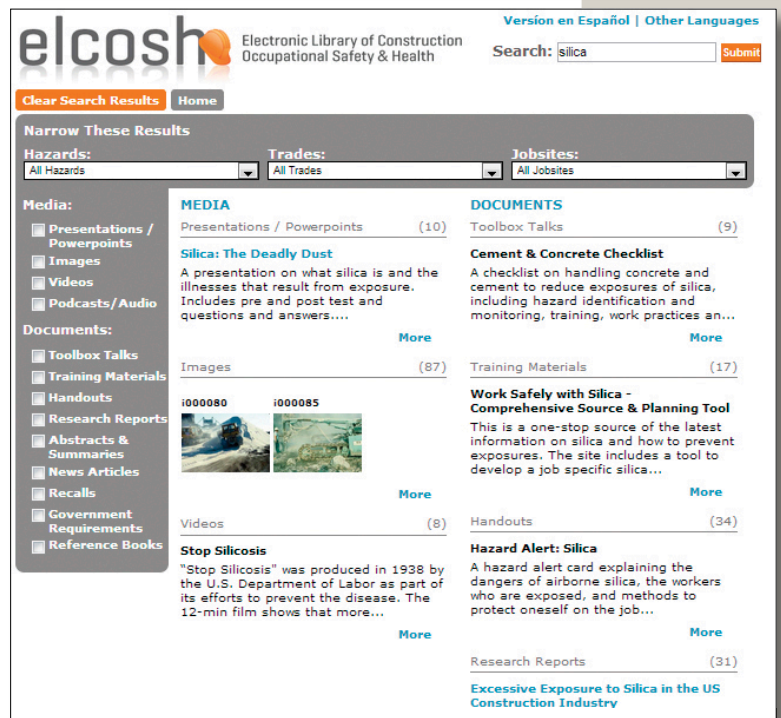 Versíon en Español | Other Languages
elcosh
Electronic Library of Construction
Occupational Safety & Health
Search: silica Submit
Clear Search Results Home
Narrow These Results
Hazards: Trades: Jobsites:
All Hazards All Trades All Jobsites
Media:
Presentations /
Powerpoints
Images
Videos
Podcasts/Audio
Documents:
Toolbox Talks
Training Materials
Handouts
Research Reports
Abstracts &
Summaries
News Articles
Recalls
Government
Requirements
Reference Books
MEDIA
Presentations / Powerpoints (10)
Silica: The Deadly Dust
A presentation on what silica is and the
illnesses that result from exposure.
Includes pre and post test and
questions and answers....
More
Images (87)
i000080 i000085
More
Videos (8)
Stop Silicosis
“Stop Silicosis” was produced in 1938 by
the U.S. Department of Labor as part of
its efforts to prevent the disease. The
12-min film shows that more...
More
DOCUMENTS
Toolbox Talks (9)
Cement & Concrete Checklist
A checklist on handling concrete and
cement to reduce exposures of silica,
including hazard identification and
monitoring, training, work practices an...
More
Training Materials (17)
Work Safely with Silica -
Comprehensive Source & Planning Tool
This is a one-stop source of the latest
information on silica and how to prevent
exposures. The site includes a tool to
develop a job specific silica...
More
Handouts (34)
Hazard Alert: Silica
A hazard alert card explaining the
dangers of airborne silica, the workers
who are exposed, and methods to
protect oneself on the job...
More
Research Reports (31)
Excessive Exposure to Silica in the US
Construction Industry